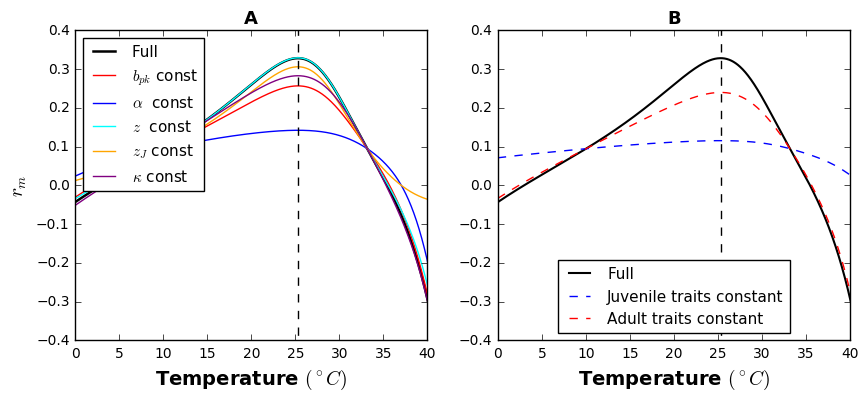 A
0.4
0.3
0.2
0.1
0.0
−0.1
−0.2
−0.3
−0.4
r_m
Full
b_pk const
α const
z const
z_J const
κ const
0 5 10 15 20 25 30 35 40
Temperature (°C)
B
0.4
0.3
0.2
0.1
0.0
−0.1
−0.2
−0.3
−0.4
Full
Juvenile traits constant
Adult traits constant
0 5 10 15 20 25 30 35 40
Temperature (°C)